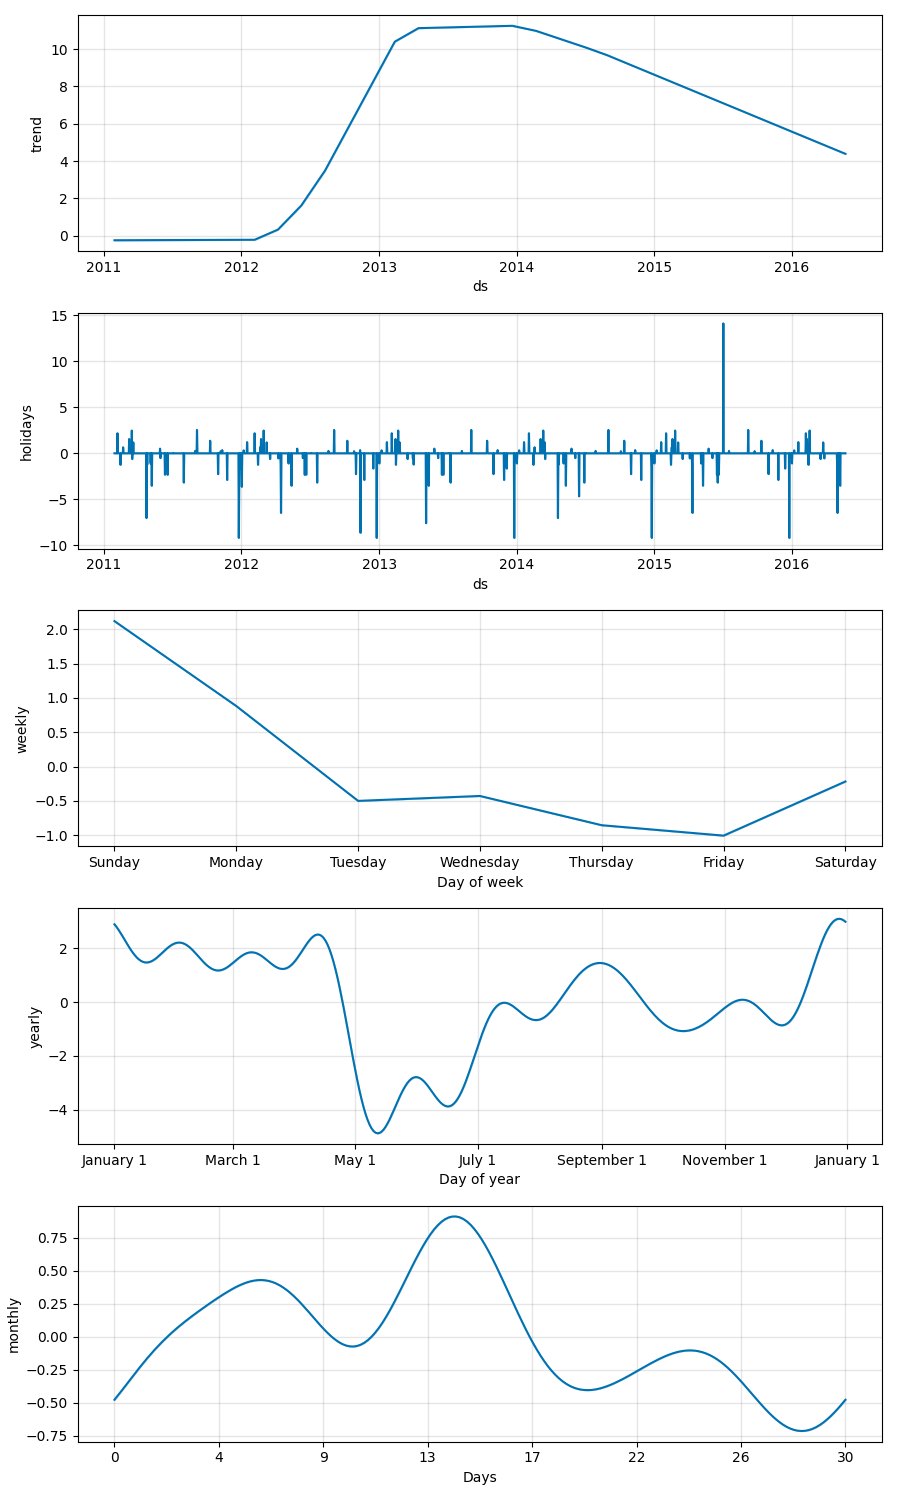 10
8
6
4
2
0
trend
2011 2012 2013 2014 2015 2016
ds
15
10
5
0
−5
−10
holidays
2011 2012 2013 2014 2015 2016
ds
2.0
1.5
1.0
0.5
0.0
−0.5
−1.0
weekly
Sunday Monday Tuesday Wednesday Thursday Friday Saturday
Day of week
2
0
−2
−4
yearly
January 1 March 1 May 1 July 1 September 1 November 1 January 1
Day of year
0.75
0.50
0.25
0.00
−0.25
−0.50
−0.75
monthly
0 4 9 13 17 22 26 30
Days